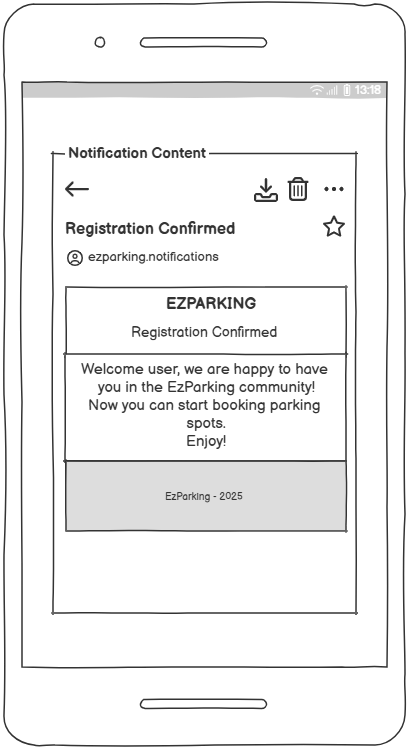 13:18
Notification Content
Registration Confirmed
ezparking.notifications
EZPARKING
Registration Confirmed
Welcome user, we are happy to have
you in the EzParking community!
Now you can start booking parking
spots.
Enjoy!
EzParking - 2025